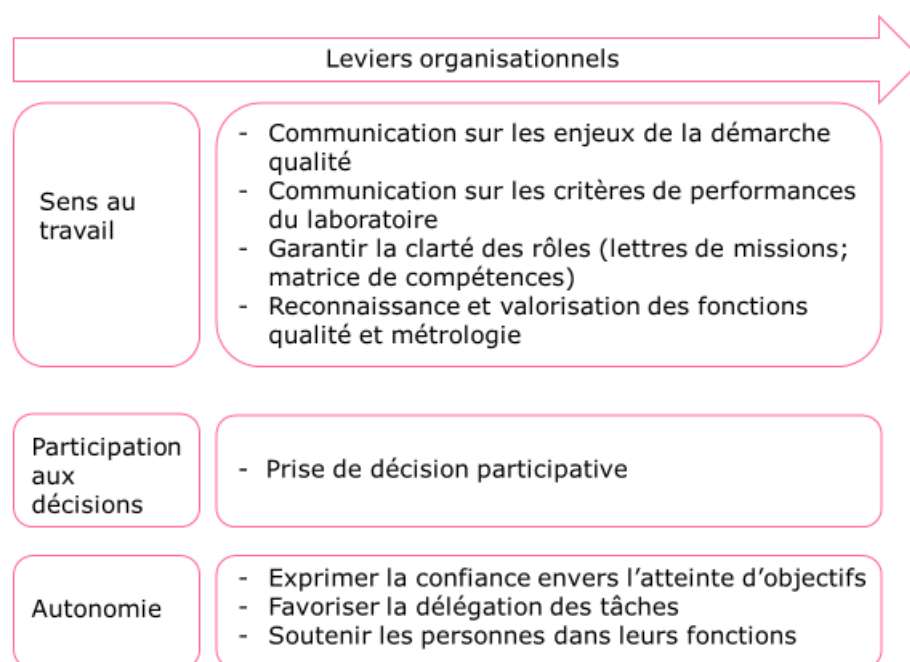 Leviers organisationnels
Sens au
travail
- Communication sur les enjeux de la démarche
qualité
- Communication sur les critères de performances
du laboratoire
- Garantir la clarté des rôles (lettres de missions;
matrice de compétences)
- Reconnaissance et valorisation des fonctions
qualité et métrologie
Participation
aux
décisions
- Prise de décision participative
Autonomie
- Exprimer la confiance envers l’atteinte d’objectifs
- Favoriser la délégation des tâches
- Soutenir les personnes dans leurs fonctions